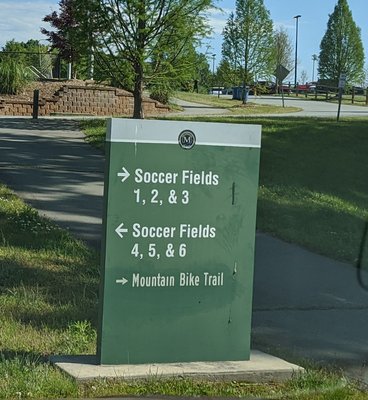 M
→ Soccer Fields
1, 2, & 3
← Soccer Fields
4, 5, & 6
→ Mountain Bike Trail